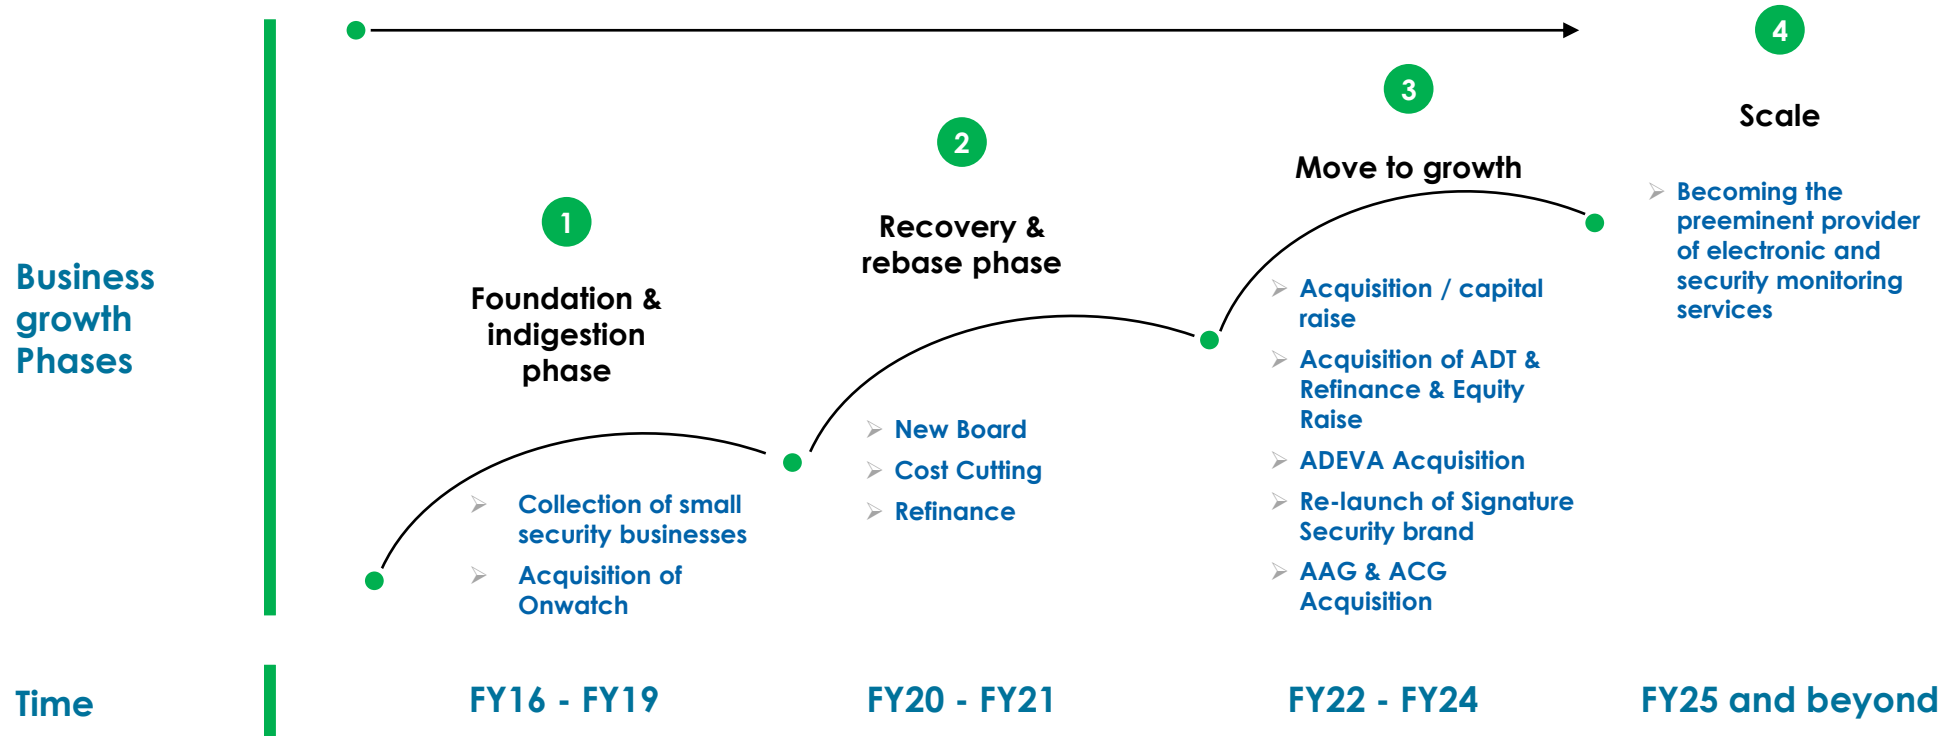 Business
growth
Phases
1
Foundation &
indigestion
phase
Collection of small
security businesses
Acquisition of
Onwatch
2
Recovery &
rebase phase
New Board
Cost Cutting
Refinance
3
Move to growth
Acquisition / capital
raise
Acquisition of ADT &
Refinance & Equity
Raise
ADEVA Acquisition
Re-launch of Signature
Security brand
AAG & ACG
Acquisition
4
Scale
Becoming the
preeminent provider
of electronic and
security monitoring
services
Time
FY16 - FY19
FY20 - FY21
FY22 - FY24
FY25 and beyond